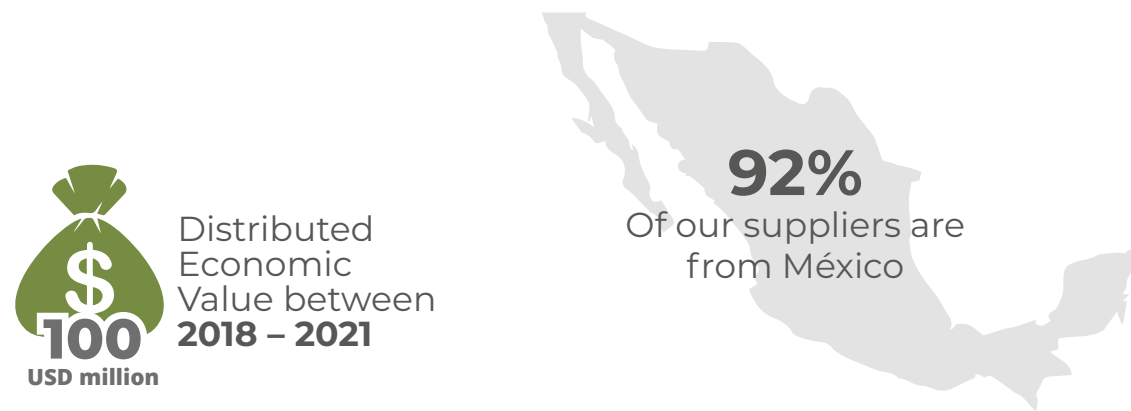 $
100
USD million
Distributed
Economic
Value between
2018 – 2021
92%
Of our suppliers are
from México